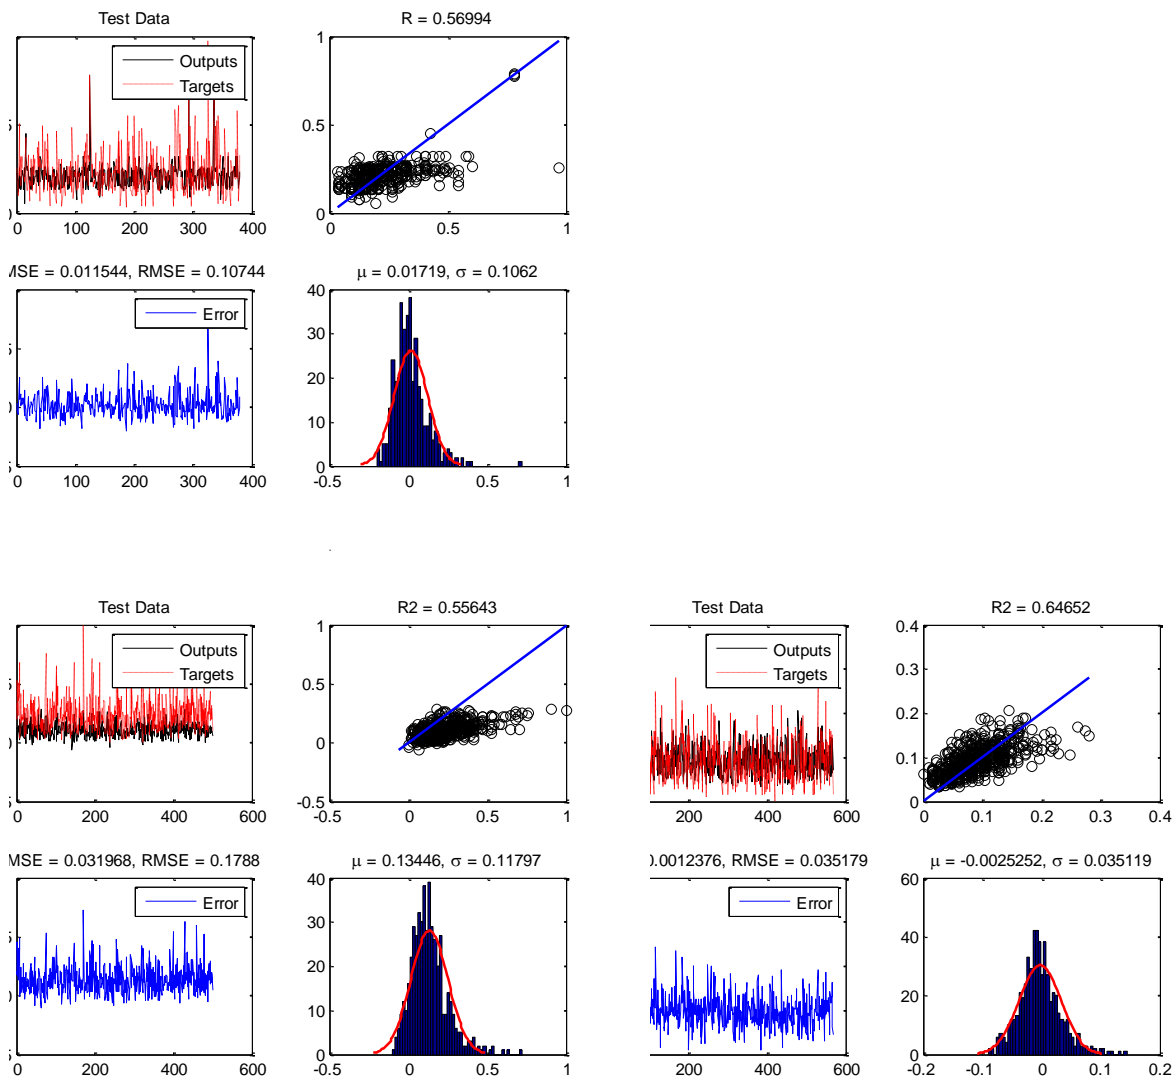 Test Data
Outputs
Targets
0 100 200 300 400
R = 0.56994
1
0.5
0
0 0.5 1
MSE = 0.011544, RMSE = 0.10744
Error
0 100 200 300 400
μ = 0.01719, σ = 0.1062
40
30
20
10
0
-0.5 0 0.5 1
Test Data
Outputs
Targets
0 200 400 600
R2 = 0.55643
1
0.5
0
-0.5
-0.5 0 0.5 1
Test Data
Outputs
Targets
200 400 600
R2 = 0.64652
0.4
0.3
0.2
0.1
0
0 0.1 0.2 0.3 0.4
MSE = 0.031968, RMSE = 0.1788
Error
0 200 400 600
μ = 0.13446, σ = 0.11797
40
30
20
10
0
-0.5 0 0.5 1
0.0012376, RMSE = 0.035179
Error
200 400 600
μ = -0.0025252, σ = 0.035119
60
40
20
0
-0.2 -0.1 0 0.1 0.2